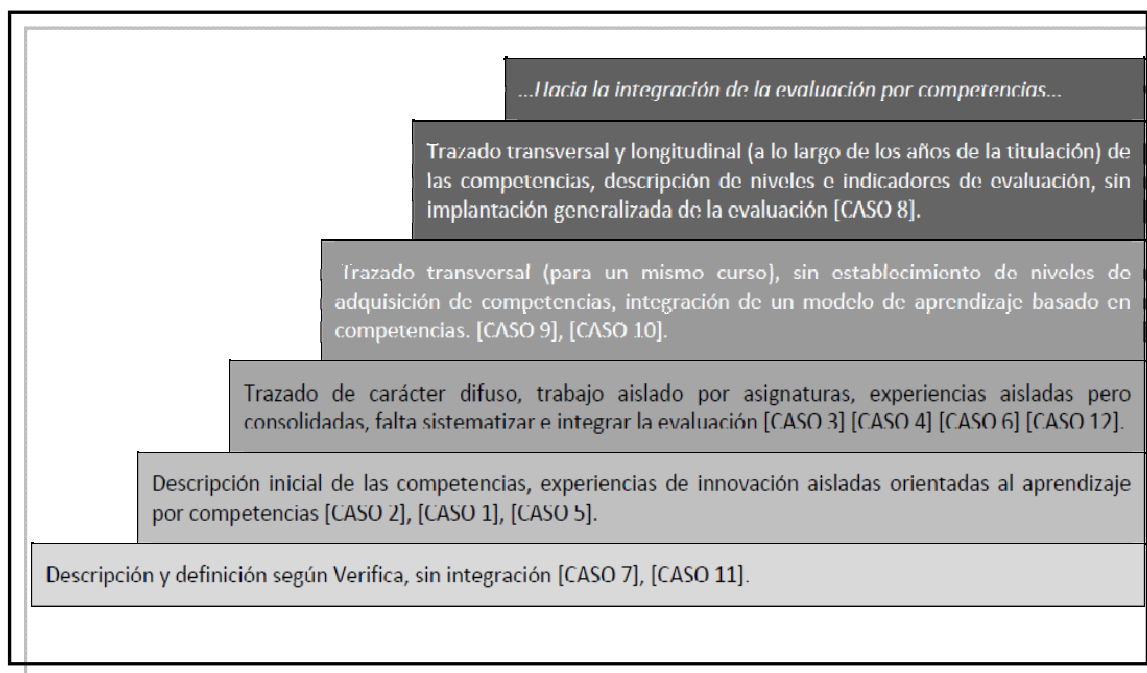 ...Hacia la integración de la evaluación por competencias...
Trazado transversal y longitudinal (a lo largo de los años de la titulación) de
las competencias, descripción de niveles e indicadores de evaluación, sin
implantación generalizada de la evaluación [CASO 8].
Trazado transversal (para un mismo curso), sin establecimiento de niveles de
adquisición de competencias, integración de un modelo de aprendizaje basado en
competencias. [CASO 9], [CASO 10].
Trazado de carácter difuso, trabajo aislado por asignaturas, experiencias aisladas pero
consolidadas, falta sistematizar e integrar la evaluación [CASO 3] [CASO 4] [CASO 6] [CASO 12].
Descripción inicial de las competencias, experiencias de innovación aisladas orientadas al aprendizaje
por competencias [CASO 2], [CASO 1], [CASO 5].
Descripción y definición según Verifica, sin integración [CASO 7], [CASO 11].